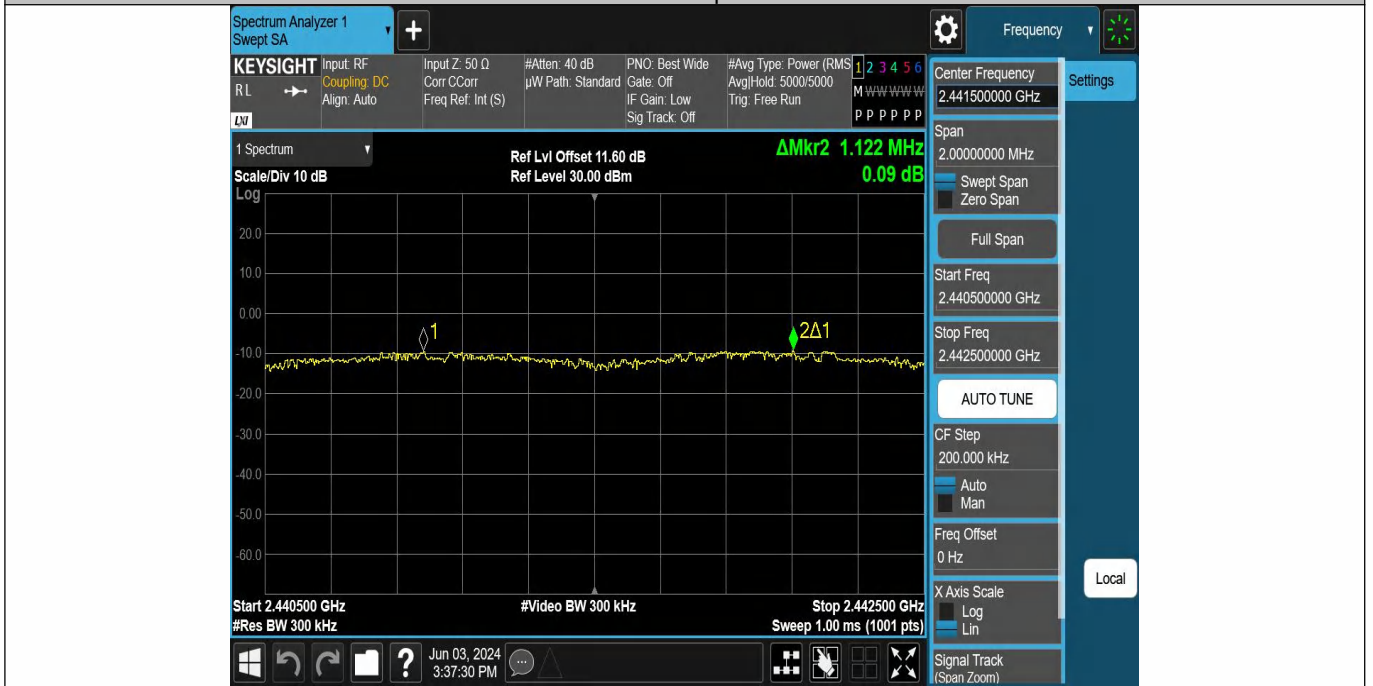 Spectrum Analyzer 1
Swept SA
+
Frequency
KEYSIGHT
RL
LXI
Input: RF
Coupling: DC
Align: Auto
Input Z: 50 Ω
Corr CCorr
Freq Ref: Int (S)
#Atten: 40 dB
µW Path: Standard
PNO: Best Wide
Gate: Off
IF Gain: Low
Sig Track: Off
#Avg Type: Power (RMS
Avg|Hold: 5000/5000
Trig: Free Run
1 2 3 4 5 6
M W W W W W
P P P P P P
Center Frequency
2.441500000 GHz
Settings
Span
2.00000000 MHz
Swept Span
Zero Span
Full Span
Start Freq
2.440500000 GHz
Stop Freq
2.442500000 GHz
AUTO TUNE
CF Step
200.000 kHz
Auto
Man
Freq Offset
0 Hz
X Axis Scale
Log
Lin
Signal Track
(Span Zoom)
Local
1 Spectrum
Scale/Div 10 dB
Log
Ref Lvl Offset 11.60 dB
Ref Level 30.00 dBm
ΔMkr2 1.122 MHz
0.09 dB
20.0
10.0
0.00
-10.0
-20.0
-30.0
-40.0
-50.0
-60.0
1
2Δ1
Start 2.440500 GHz
#Res BW 300 kHz
#Video BW 300 kHz
Stop 2.442500 GHz
Sweep 1.00 ms (1001 pts)
?
Jun 03, 2024
3:37:30 PM